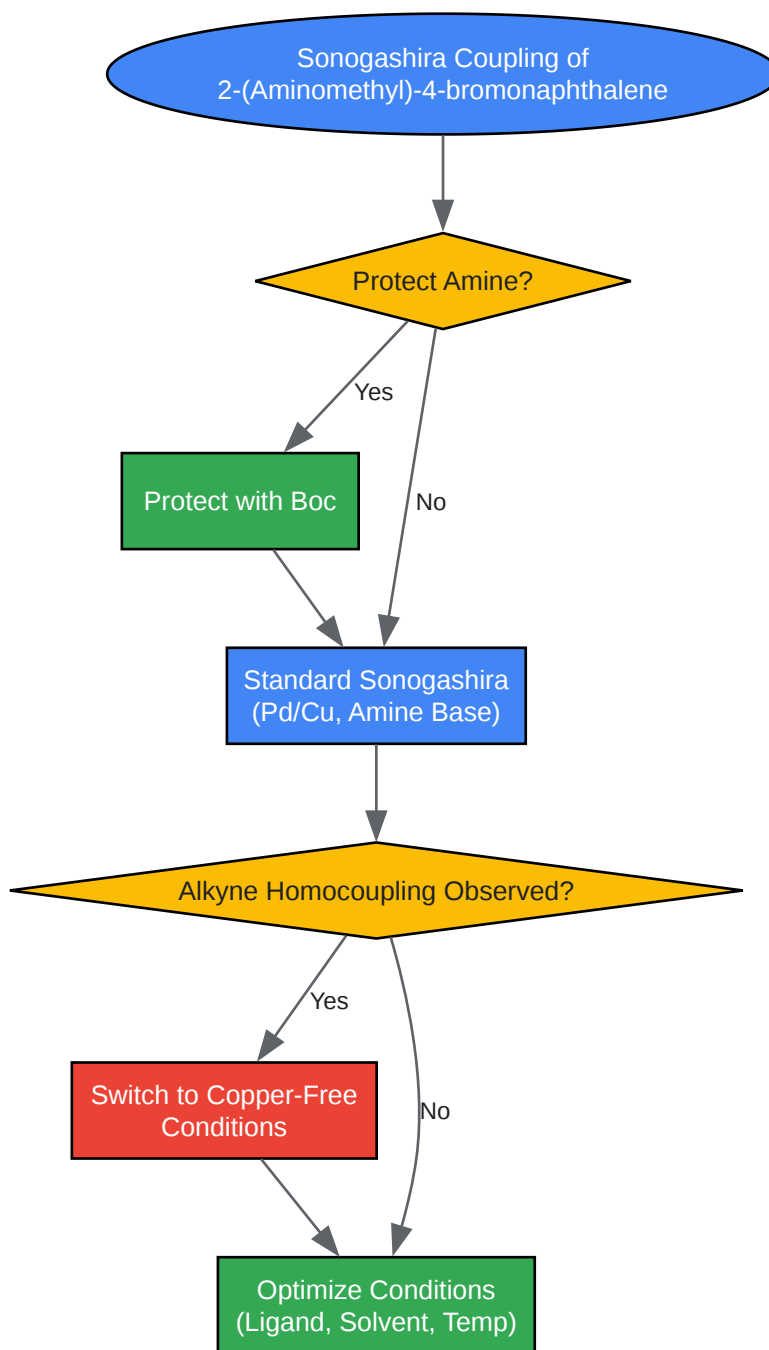 Sonogashira Coupling of
2-(Aminomethyl)-4-bromonaphthalene
Protect Amine?
Yes
Protect with Boc
No
Standard Sonogashira
(Pd/Cu, Amine Base)
Alkyne Homocoupling Observed?
Yes
Switch to Copper-Free
Conditions
No
Optimize Conditions
(Ligand, Solvent, Temp)